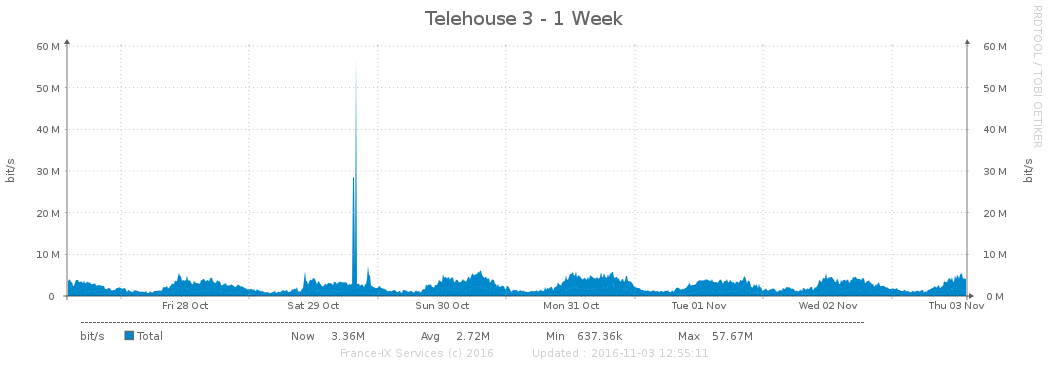 Telehouse 3 - 1 Week
RRDTOOL / TOBI OETIKER
60 M 60 M
50 M 50 M
40 M 40 M
30 M 30 M
20 M 20 M
10 M 10 M
0 0 M
bit/s bit/s
Fri 28 Oct Sat 29 Oct Sun 30 Oct Mon 31 Oct Tue 01 Nov Wed 02 Nov Thu 03 Nov
bit/s Total Now 3.36M Avg 2.72M Min 637.36k Max 57.67M
France-IX Services (c) 2016 Updated : 2016-11-03 12:55:11